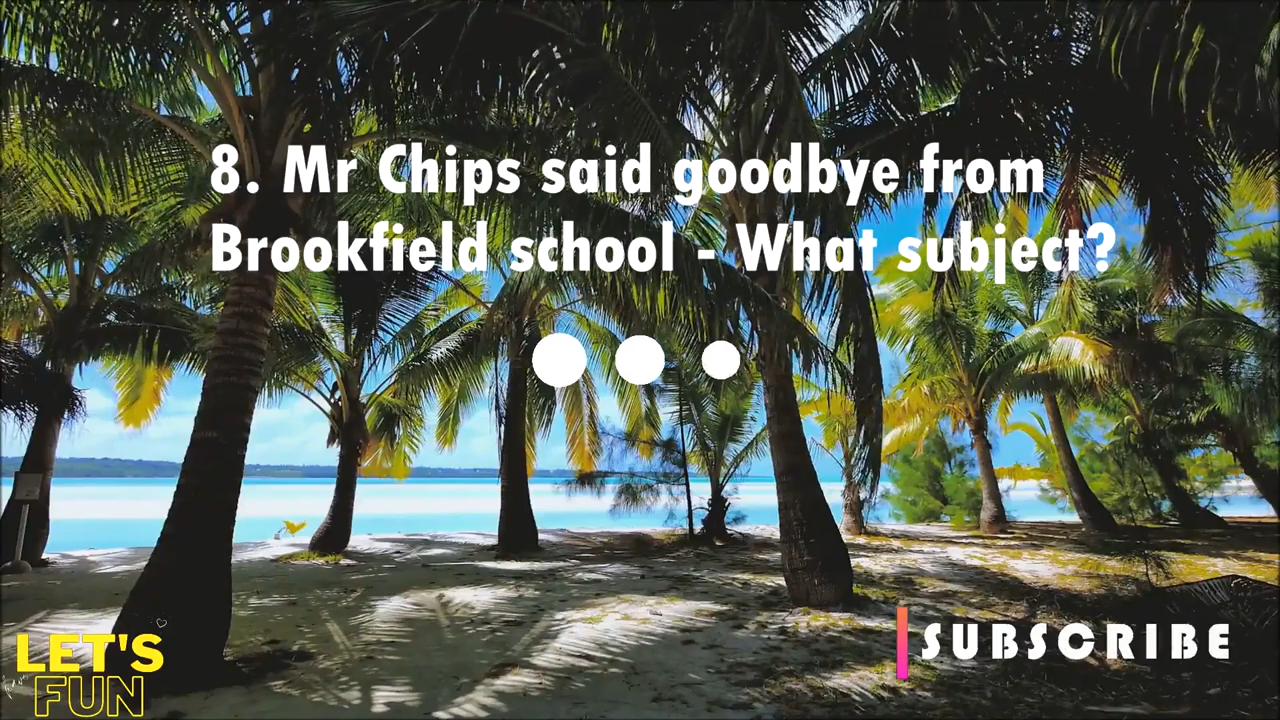 8. Mr Chips said goodbye from
Brookfield school - What subject?
LET'S
FUN
SUBSCRIBE